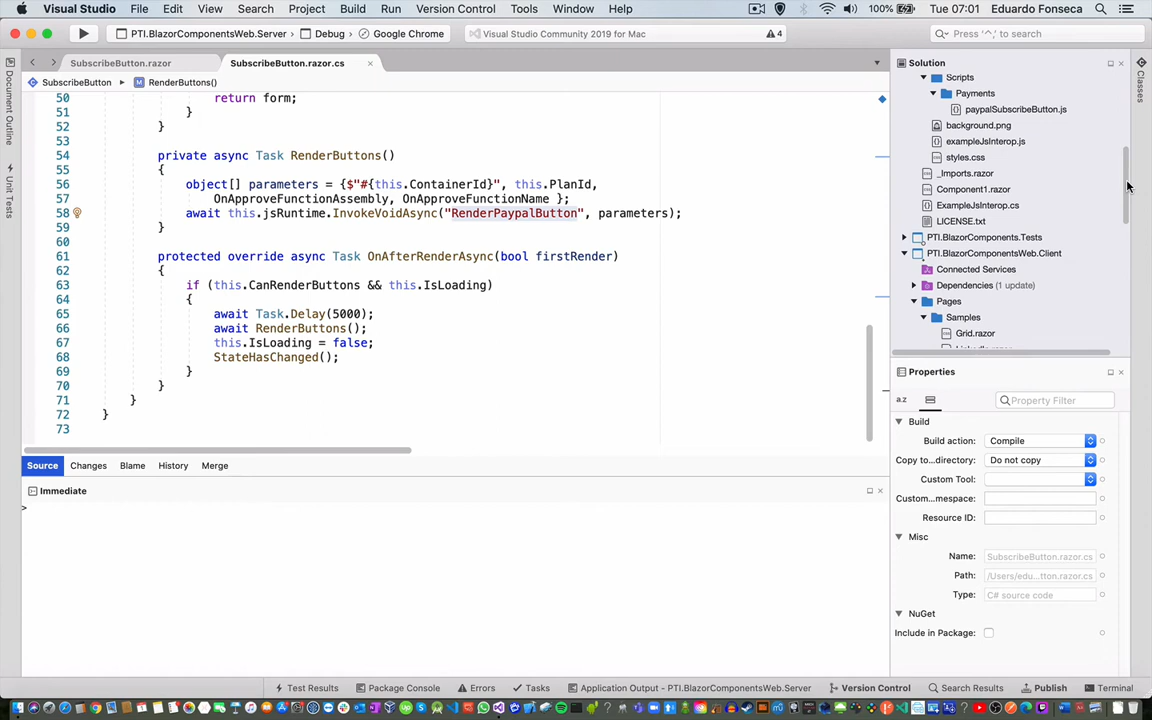 Visual Studio File Edit View Search Project Build Run Version Control Tools Window Help 100% Tue 07:01 Eduardo Fonseca
PTI.BlazorComponentsWeb.Server > Debug > Google Chrome Visual Studio Community 2019 for Mac 4 Press '^,' to search
SubscribeButton.razor SubscribeButton.razor.cs
SubscribeButton RenderButtons()
50 return form;
51 }
52 }
53
54 private async Task RenderButtons()
55 {
56 object[] parameters = {$"#{this.ContainerId}", this.PlanId,
57 OnApproveFunctionAssembly, OnApproveFunctionName };
58 await this.jsRuntime.InvokeVoidAsync("RenderPaypalButton", parameters);
59 }
60
61 protected override async Task OnAfterRenderAsync(bool firstRender)
62 {
63 if (this.CanRenderButtons && this.IsLoading)
64 {
65 await Task.Delay(5000);
66 await RenderButtons();
67 this.IsLoading = false;
68 StateHasChanged();
69 }
70 }
71 }
72 }
73
Source Changes Blame History Merge
Immediate
>
Document Outline
Unit Tests
Solution
Scripts
Payments
paypalSubscribeButton.js
background.png
exampleJsInterop.js
styles.css
_Imports.razor
Component1.razor
ExampleJsInterop.cs
LICENSE.txt
PTI.BlazorComponents.Tests
PTI.BlazorComponentsWeb.Client
Connected Services
Dependencies (1 update)
Pages
Samples
Grid.razor
Classes
Properties
a.z Property Filter
Build
Build action: Compile
Copy to...directory: Do not copy
Custom Tool:
Custom...mespace:
Resource ID:
Misc
Name: SubscribeButton.razor.cs
Path: /Users/edu...tton.razor.cs
Type: C# source code
NuGet
Include in Package:
Test Results Package Console Errors Tasks Application Output - PTI.BlazorComponentsWeb.Server Version Control Search Results Publish Terminal